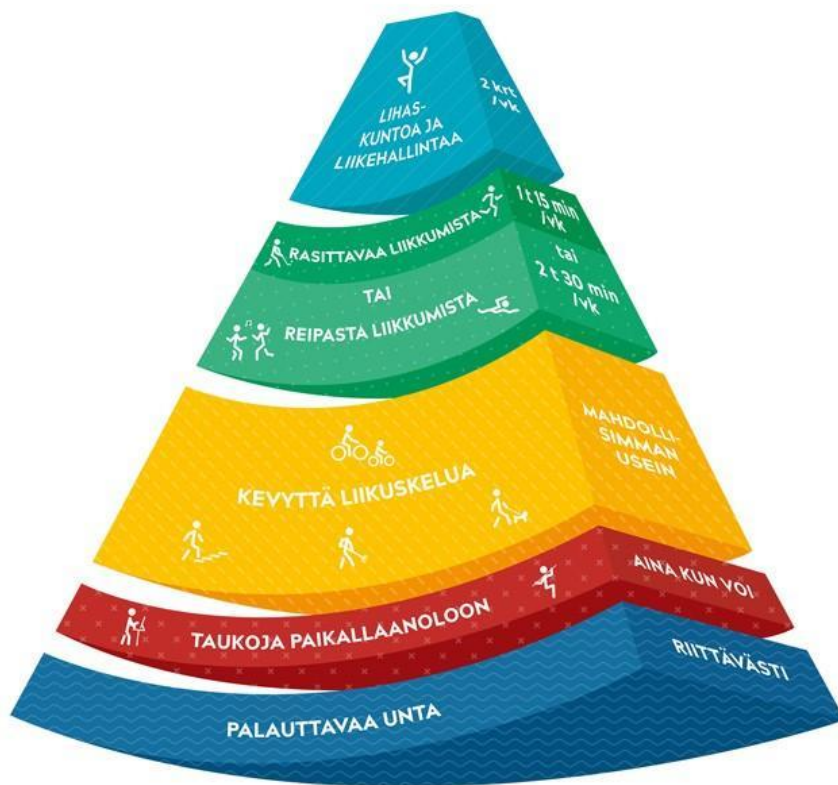 LIHAS-
KUNTOA JA
LIIKEHALLINTAA
2 krt
/vk
RASITTAVAA LIIKKUMISTA
1 t 15 min
/vk
TAI
REIPASTA LIIKKUMISTA
tai
2 t 30 min
/vk
KEVYTTÄ LIIKUSKELUA
MAHDOLLI-
SIMMAN
USEIN
TAUKOJA PAIKALLAANOLOON
AINA KUN VOI
PALAUTTAVAA UNTA
RIITTÄVÄSTI